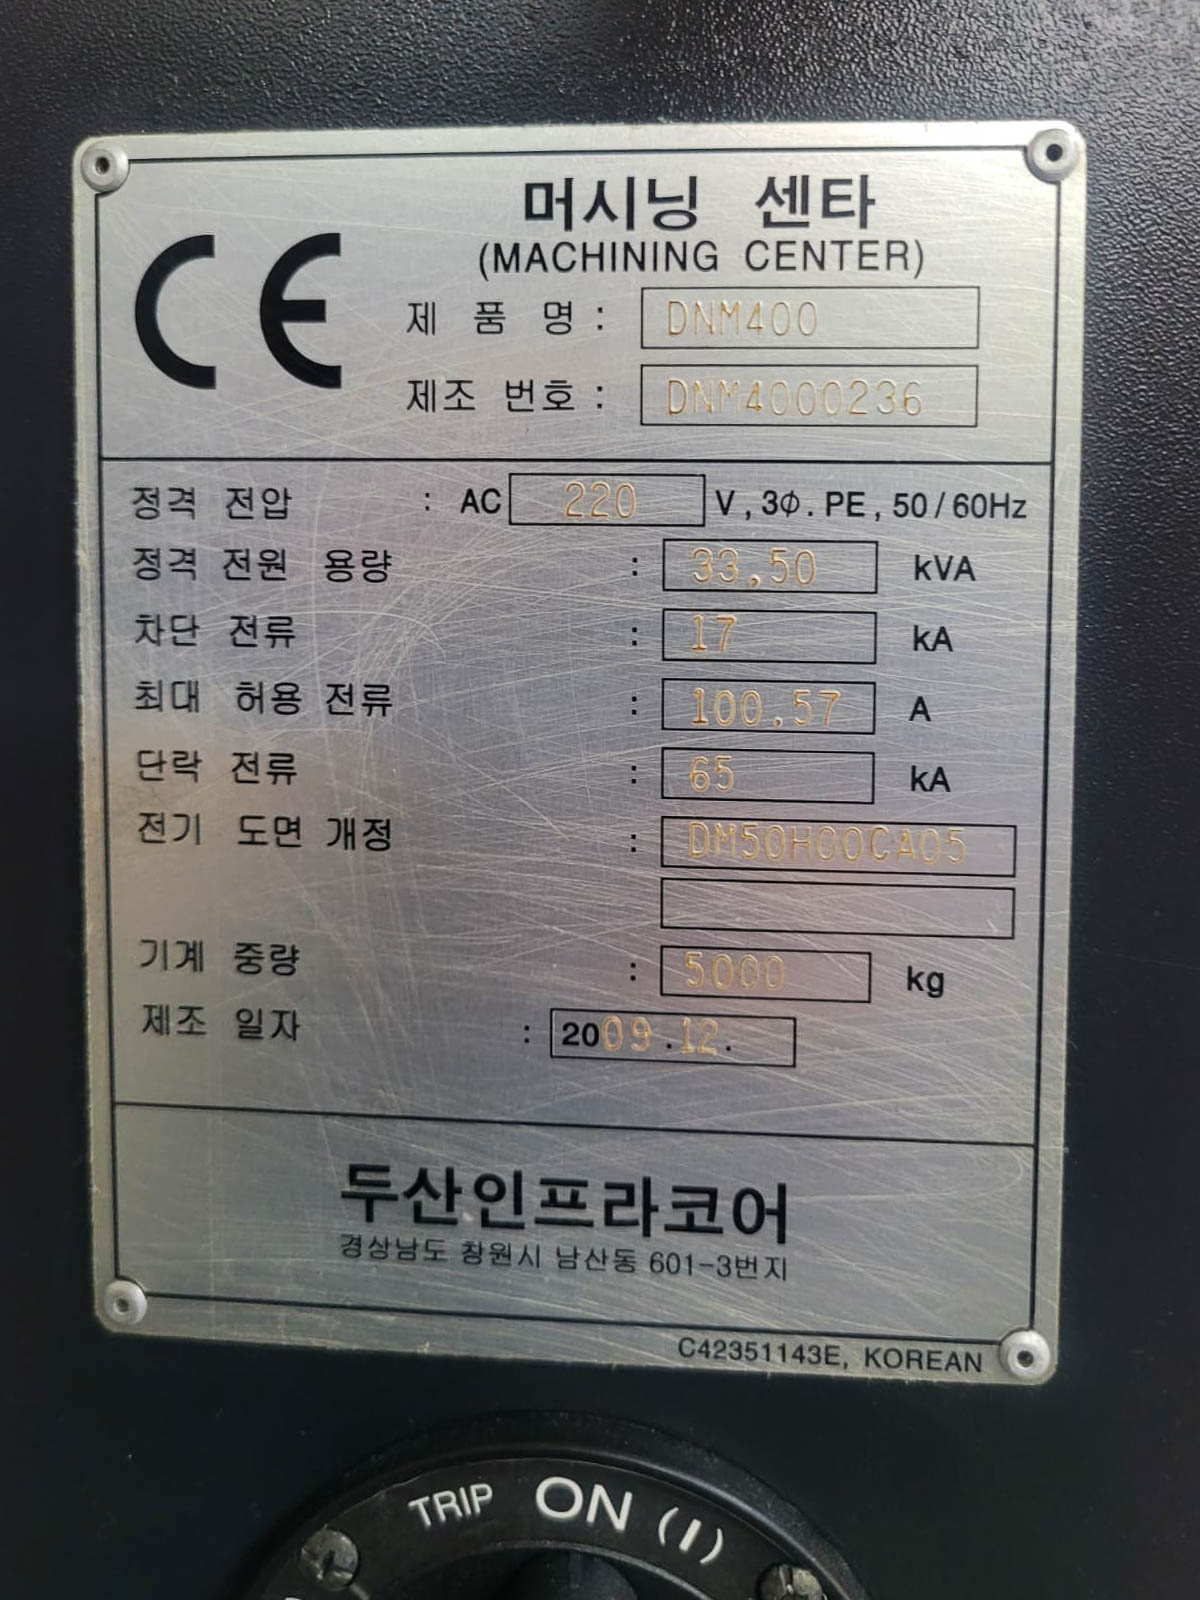 CE
머시닝 센타
(MACHINING CENTER)
제 품 명 : DNM400
제조 번호 : DNM4000236
정격 전압 : AC 220 V, 3Φ. PE, 50/60Hz
정격 전원 용량 : 33,50 kVA
차단 전류 : 17 kA
최대 허용 전류 : 100.57 A
단락 전류 : 65 kA
전기 도면 개정 : DM50H00CA05
기계 중량 : 5000 kg
제조 일자 : 2009.12.
두산인프라코어
경상남도 창원시 남산동 601-3번지
C42351143E, KOREAN
TRIP ON (I)